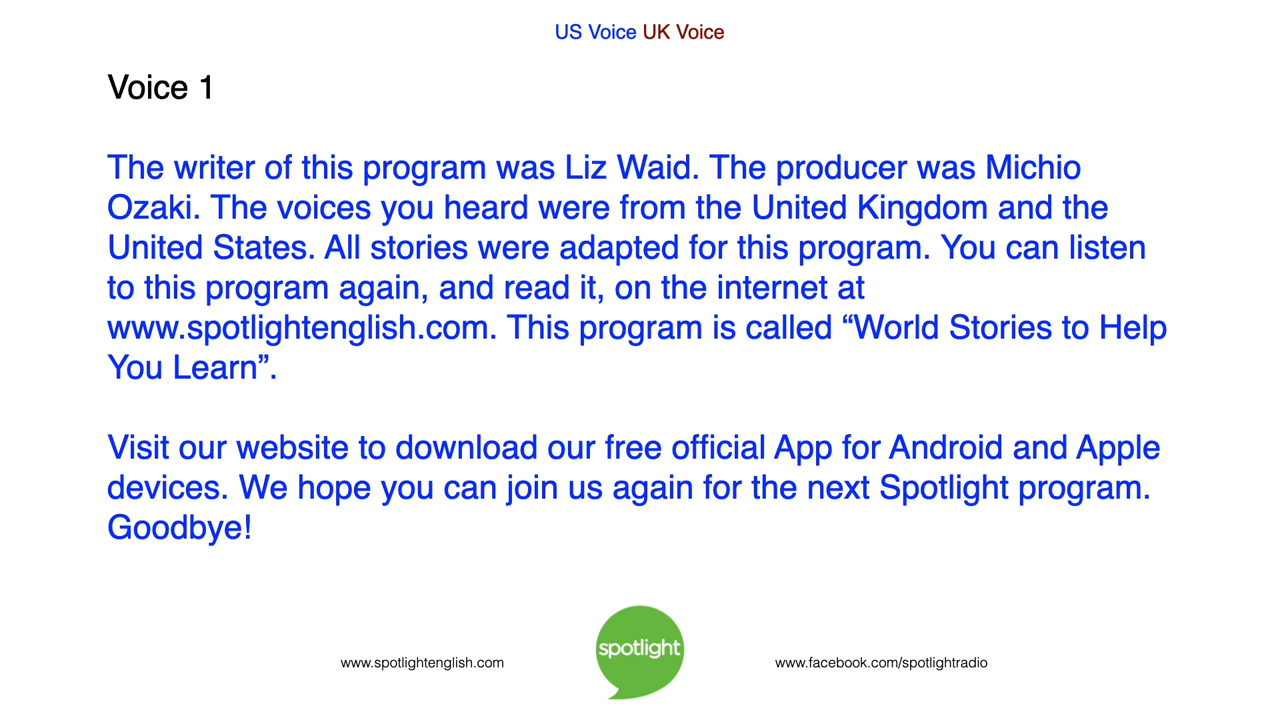 US Voice UK Voice
Voice 1
The writer of this program was Liz Waid. The producer was Michio
Ozaki. The voices you heard were from the United Kingdom and the
United States. All stories were adapted for this program. You can listen
to this program again, and read it, on the internet at
www.spotlightenglish.com. This program is called “World Stories to Help
You Learn”.
Visit our website to download our free official App for Android and Apple
devices. We hope you can join us again for the next Spotlight program.
Goodbye!
spotlight
www.spotlightenglish.com
www.facebook.com/spotlightradio